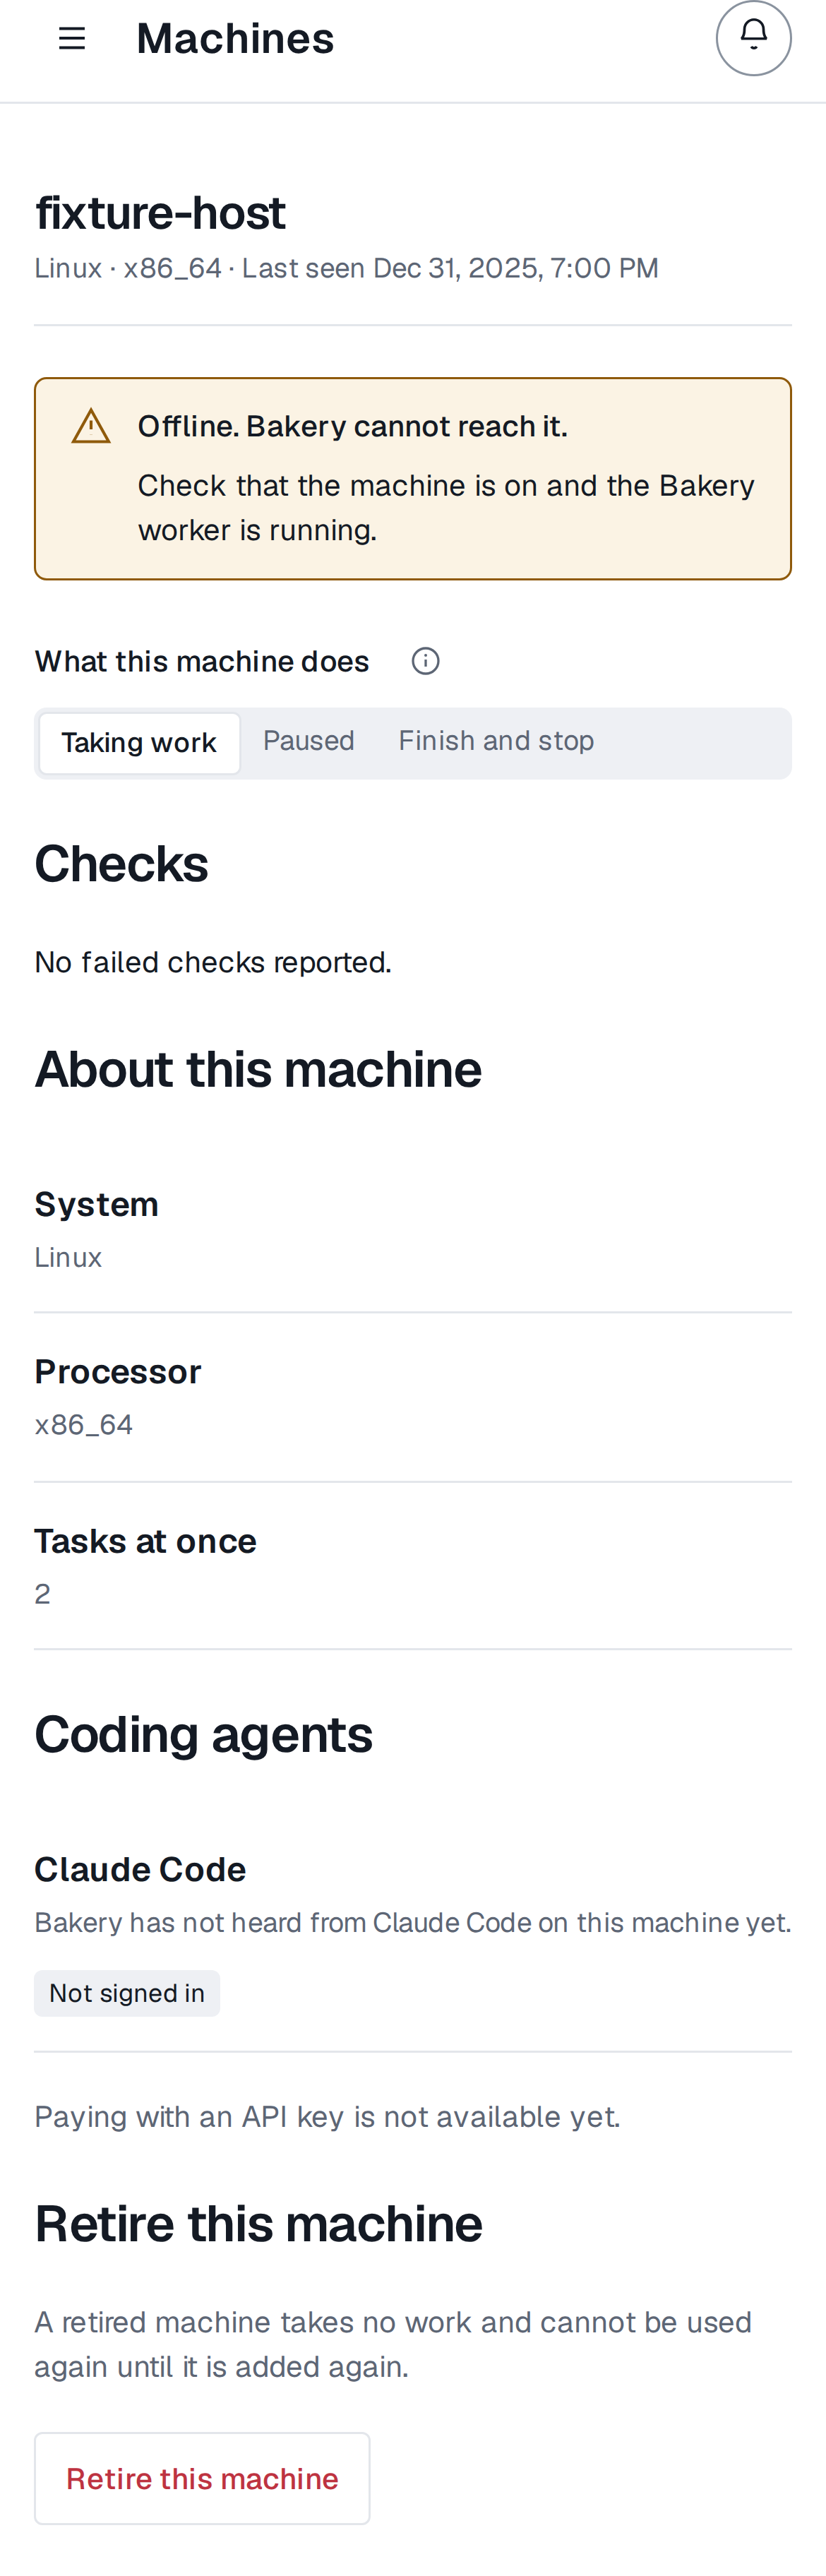 Machines
fixture-host
Linux · x86_64 · Last seen Dec 31, 2025, 7:00 PM
Offline. Bakery cannot reach it.
Check that the machine is on and the Bakery
worker is running.
What this machine does
Taking work Paused Finish and stop
Checks
No failed checks reported.
About this machine
System
Linux
Processor
x86_64
Tasks at once
2
Coding agents
Claude Code
Bakery has not heard from Claude Code on this machine yet.
Not signed in
Paying with an API key is not available yet.
Retire this machine
A retired machine takes no work and cannot be used
again until it is added again.
Retire this machine